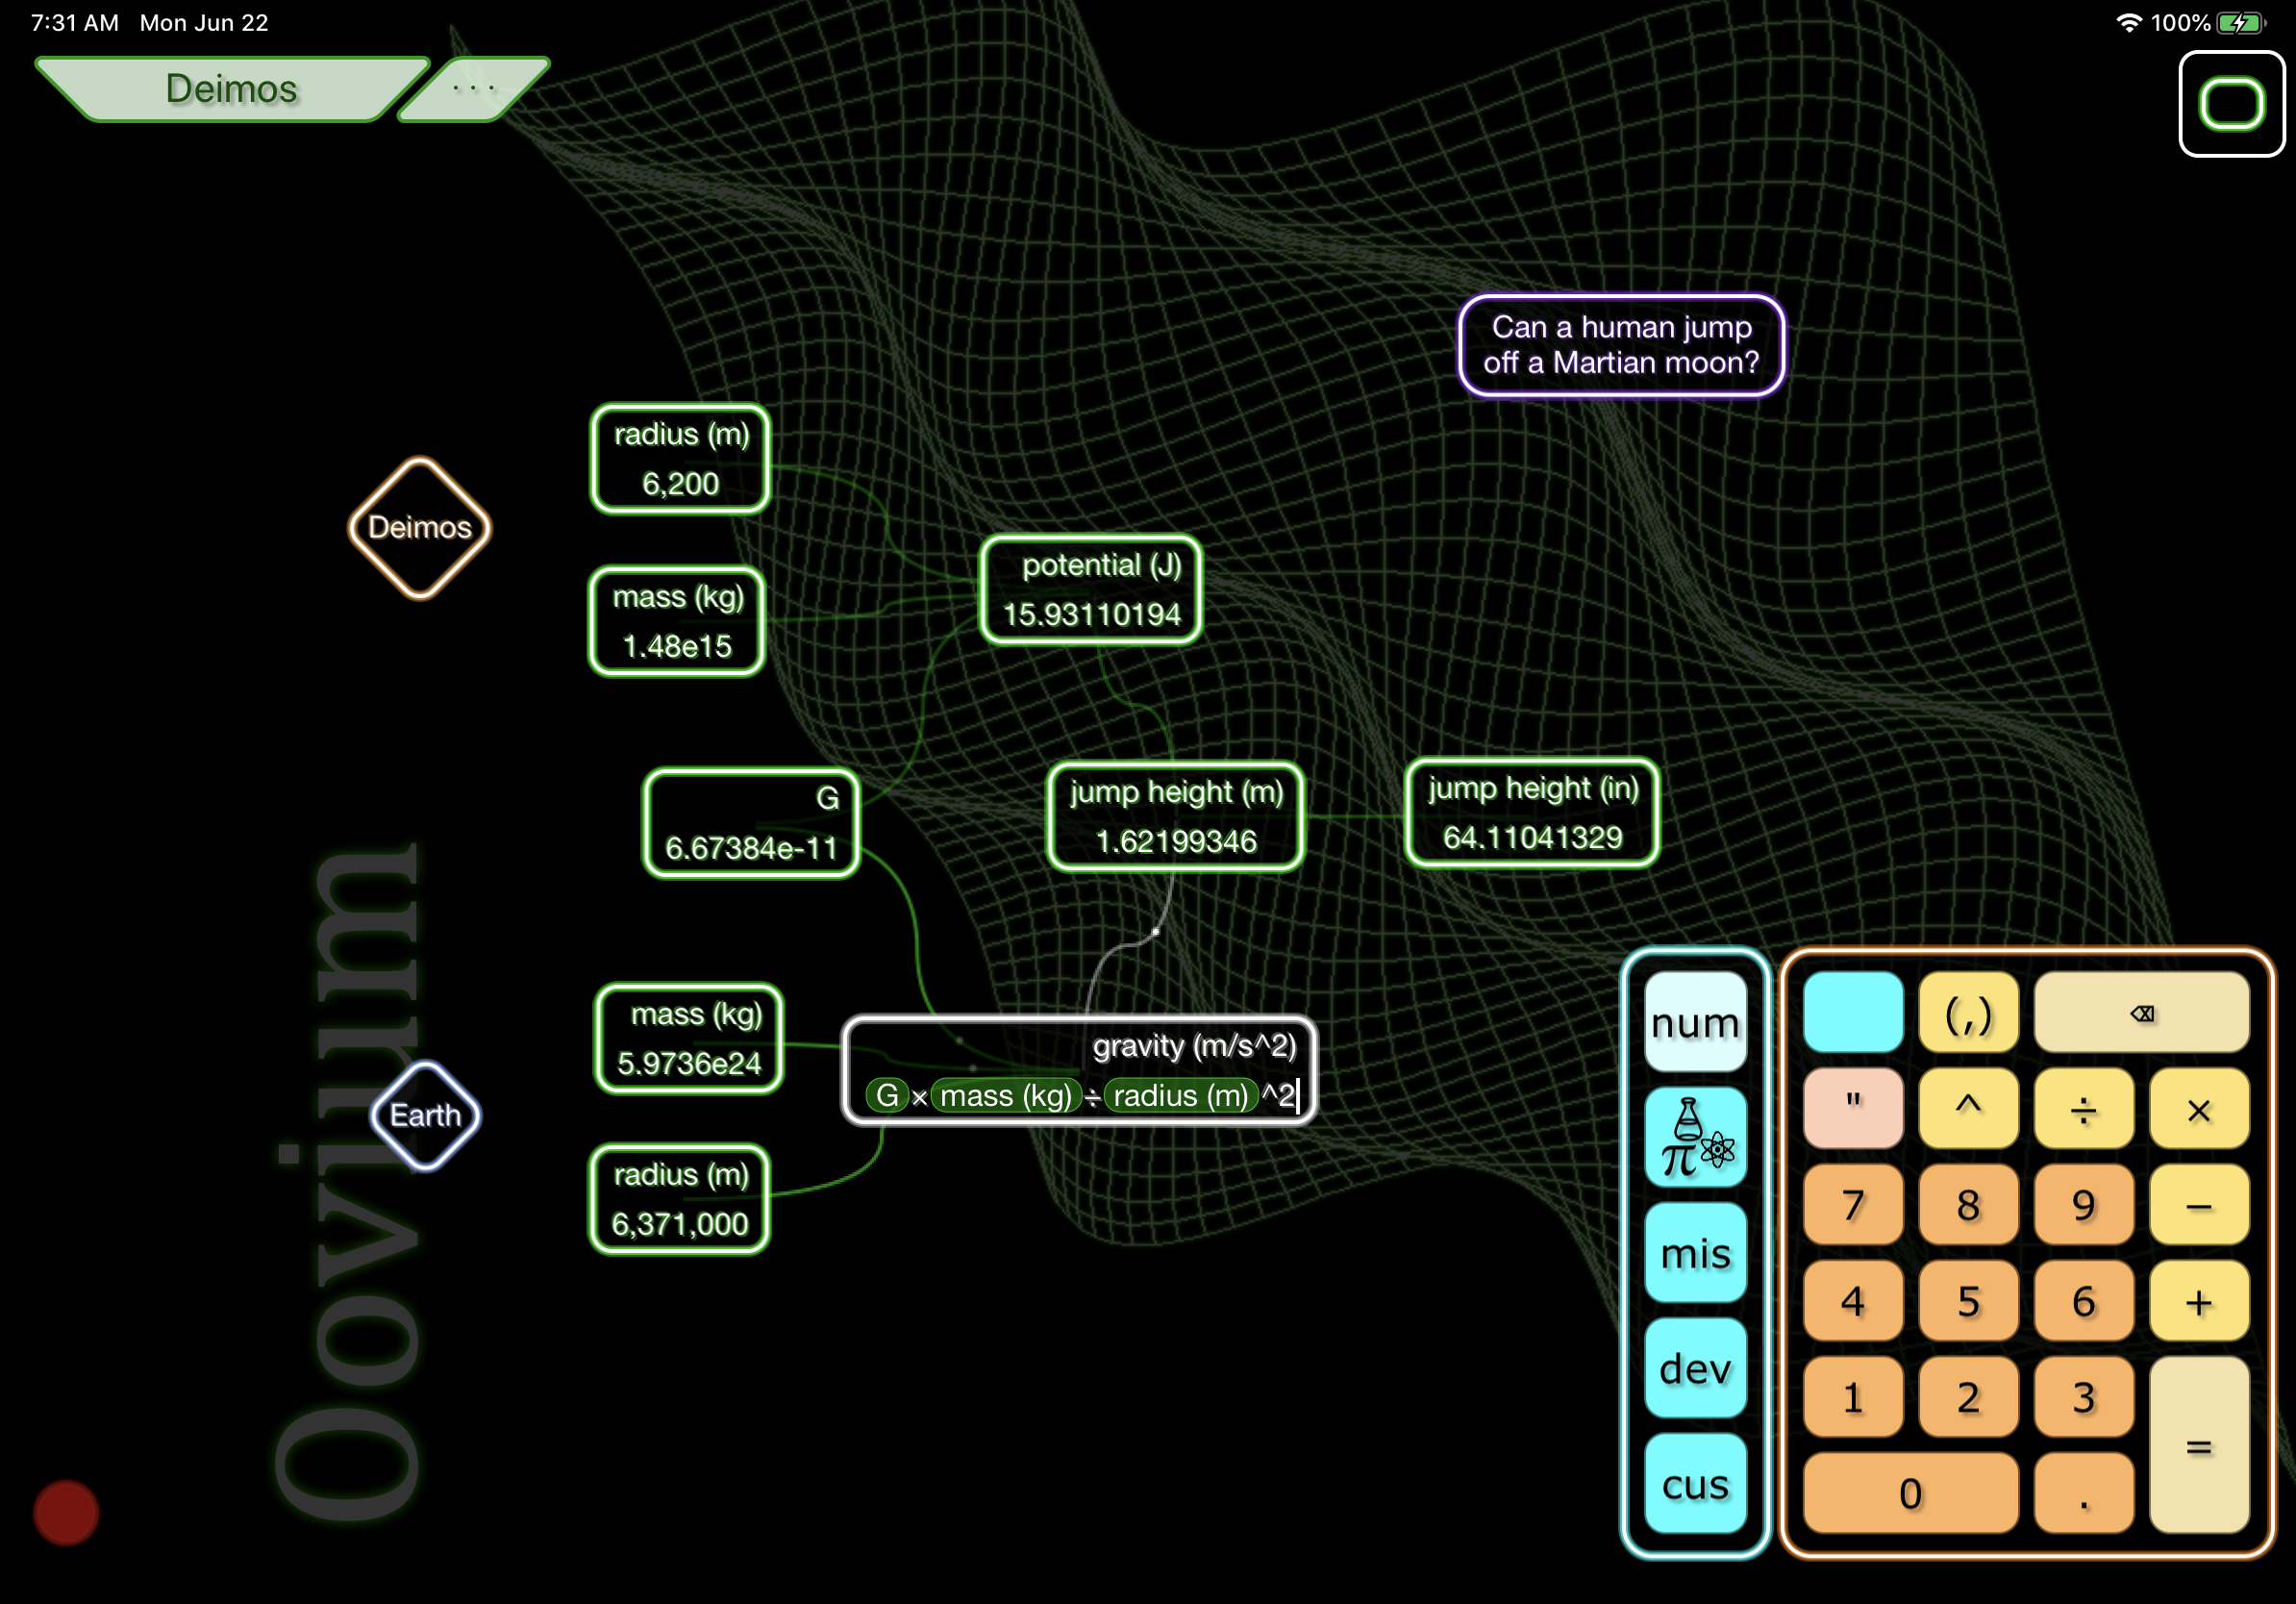 7:31 AM Mon Jun 22
100%
Deimos
...
Can a human jump
off a Martian moon?
radius (m)
6,200
Deimos
potential (J)
15.93110194
mass (kg)
1.48e15
G
6.67384e-11
jump height (m)
1.62199346
jump height (in)
64.11041329
Oovium
mass (kg)
5.9736e24
gravity (m/s^2)
G×mass (kg)÷radius (m)^2
Earth
radius (m)
6,371,000
num
π
mis
dev
cus
(,)
⌫
" ^ ÷ ×
7 8 9 −
4 5 6 +
1 2 3
=
0 .